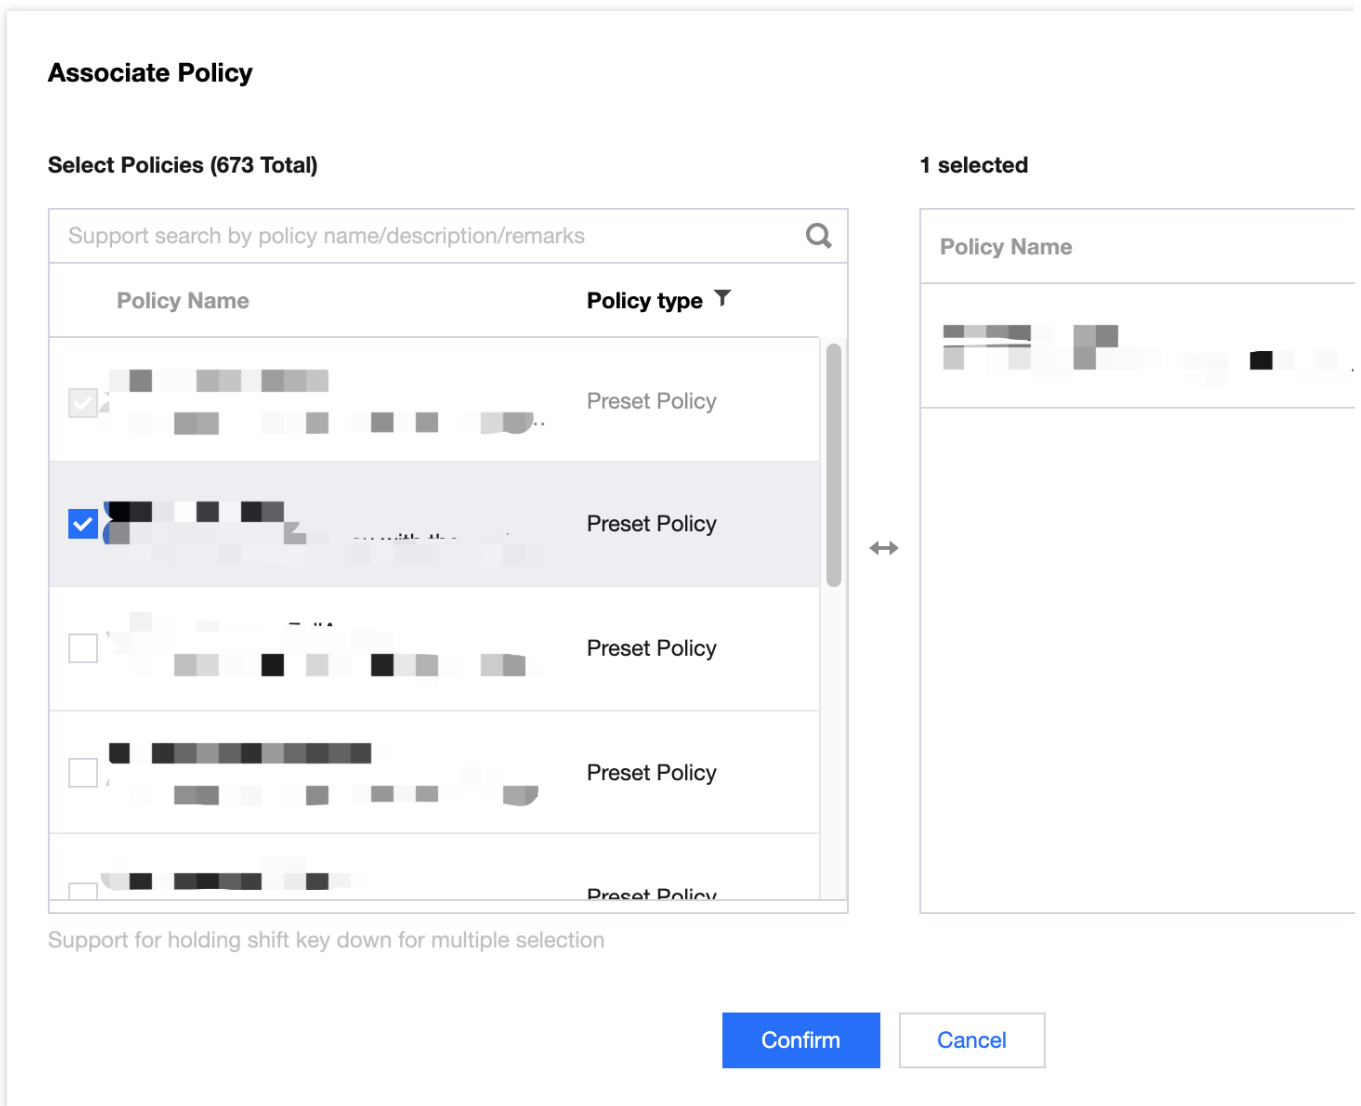 Associate Policy
Select Policies (673 Total)
1 selected
Support search by policy name/description/remarks
Policy Name
Policy type
Policy Name
Preset Policy
Preset Policy
Preset Policy
Preset Policy
Preset Policy
Support for holding shift key down for multiple selection
Confirm
Cancel